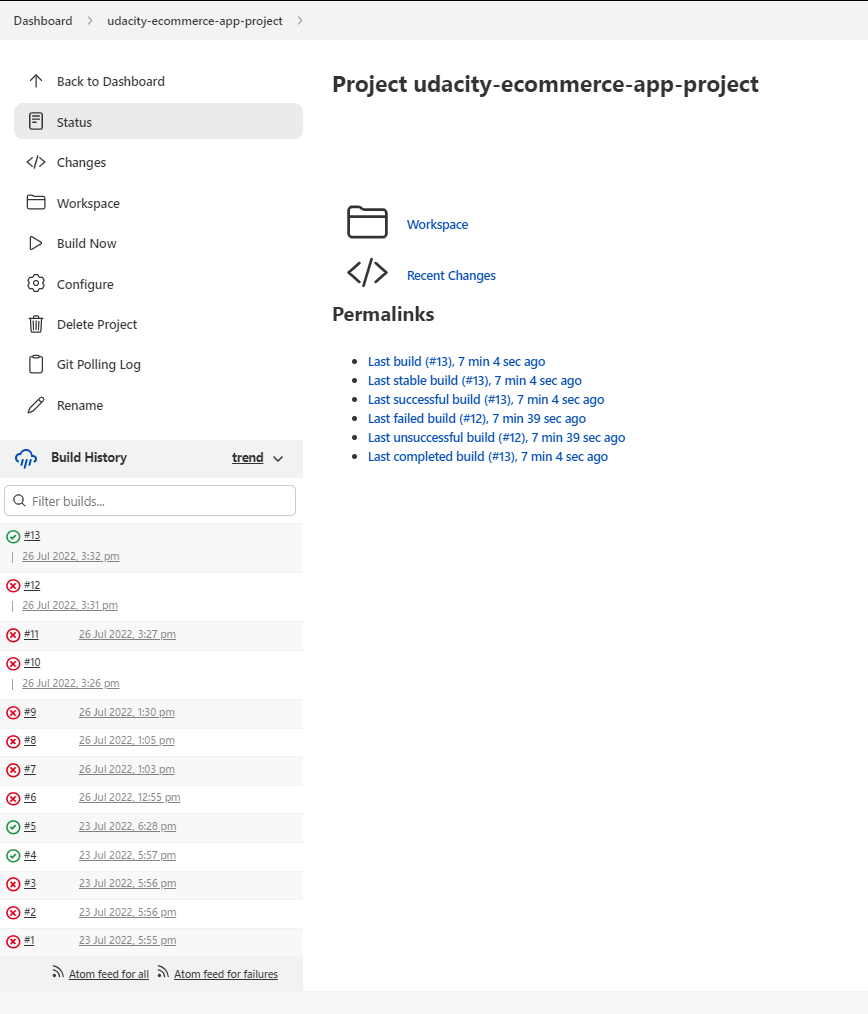 Dashboard > udacity-ecommerce-app-project >
Back to Dashboard
Status
Changes
Workspace
Build Now
Configure
Delete Project
Git Polling Log
Rename
Build History trend
Filter builds...
#13
| 26 Jul 2022, 3:32 pm
#12
| 26 Jul 2022, 3:31 pm
#11 26 Jul 2022, 3:27 pm
#10
| 26 Jul 2022, 3:26 pm
#9 26 Jul 2022, 1:30 pm
#8 26 Jul 2022, 1:05 pm
#7 26 Jul 2022, 1:03 pm
#6 26 Jul 2022, 12:55 pm
#5 23 Jul 2022, 6:28 pm
#4 23 Jul 2022, 5:57 pm
#3 23 Jul 2022, 5:56 pm
#2 23 Jul 2022, 5:56 pm
#1 23 Jul 2022, 5:55 pm
Atom feed for all Atom feed for failures
Project udacity-ecommerce-app-project
Workspace
Recent Changes
Permalinks
• Last build (#13), 7 min 4 sec ago
• Last stable build (#13), 7 min 4 sec ago
• Last successful build (#13), 7 min 4 sec ago
• Last failed build (#12), 7 min 39 sec ago
• Last unsuccessful build (#12), 7 min 39 sec ago
• Last completed build (#13), 7 min 4 sec ago